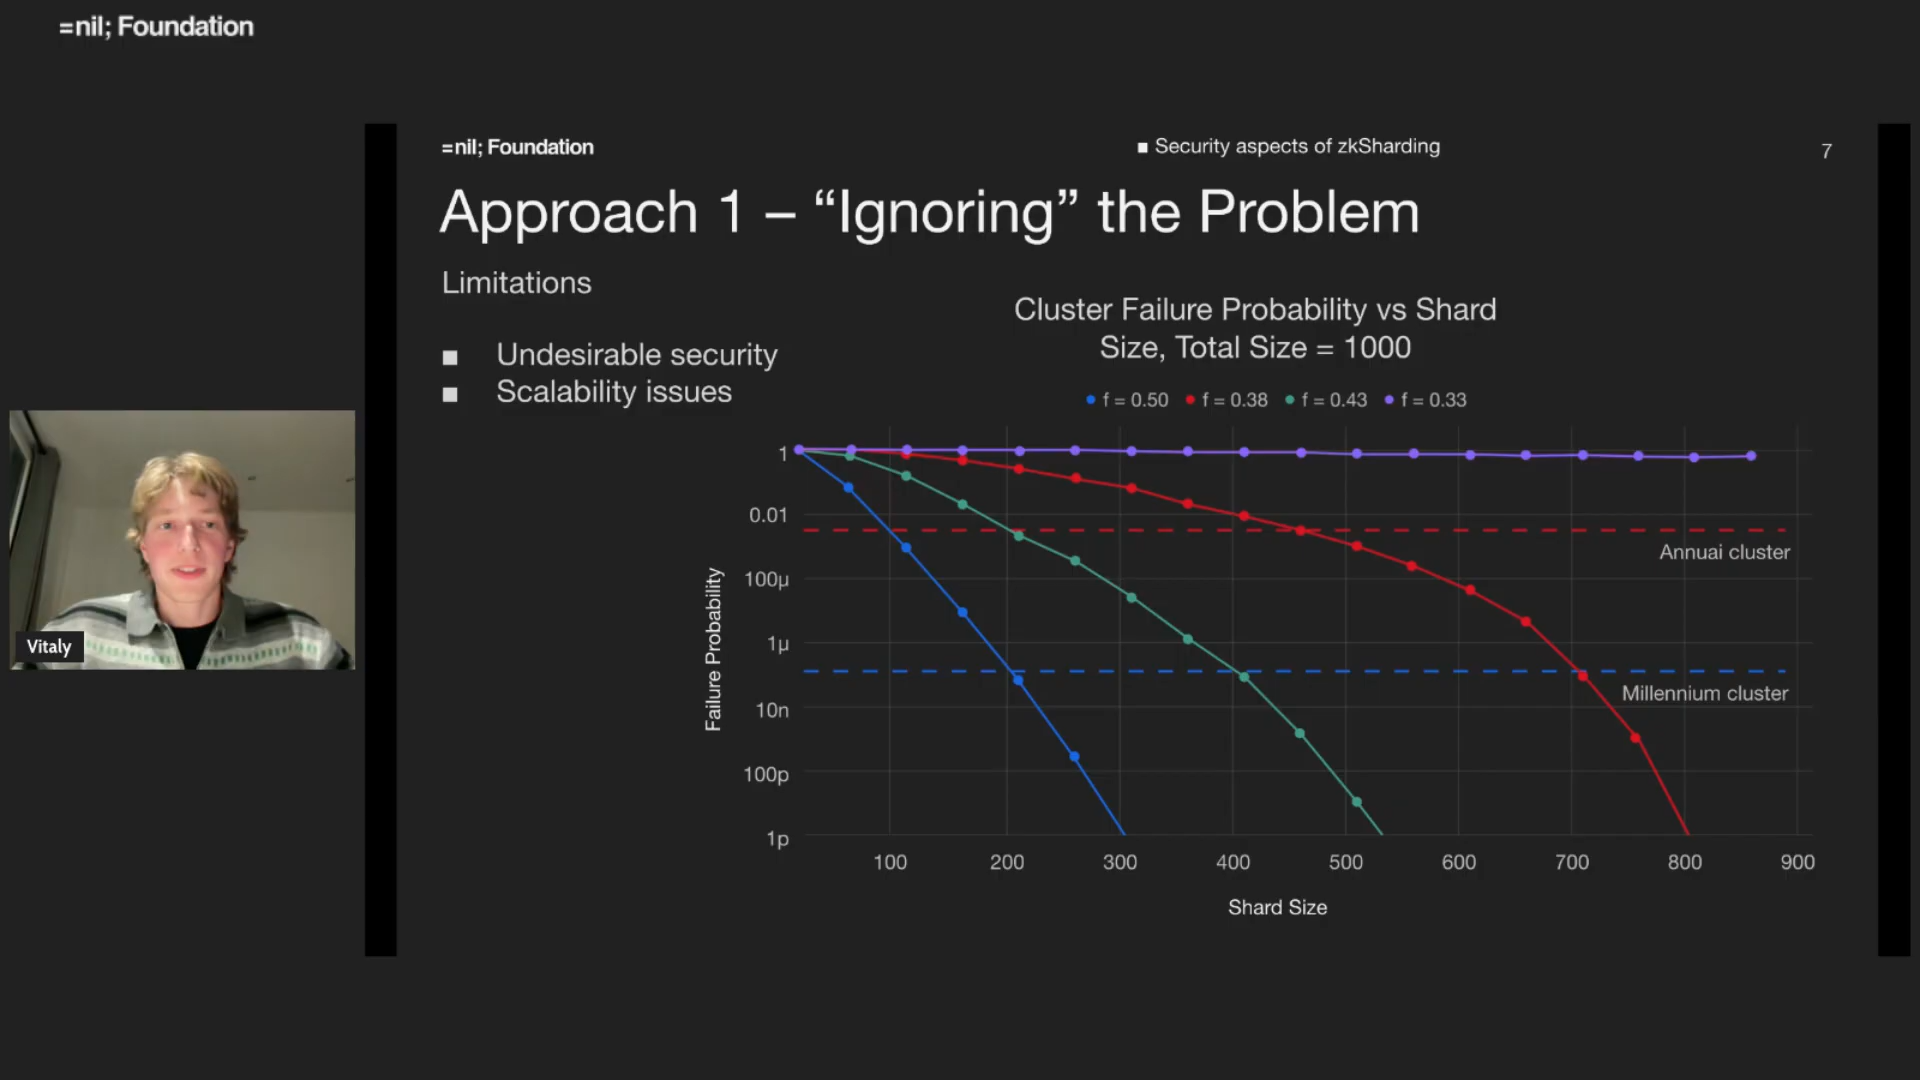 =nil; Foundation
=nil; Foundation
Security aspects of zkSharding
7
Approach 1 – “Ignoring” the Problem
Limitations
■ Undesirable security
■ Scalability issues
Cluster Failure Probability vs Shard
Size, Total Size = 1000
f = 0.50 f = 0.38 f = 0.43 f = 0.33
1
0.01
100μ
1μ
10n
100p
1p
Failure Probability
Annuai cluster
Millennium cluster
100 200 300 400 500 600 700 800 900
Shard Size
Vitaly